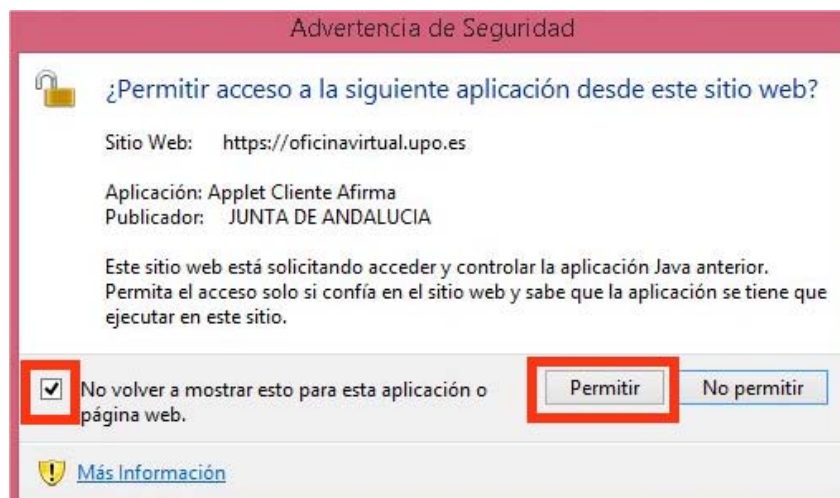 Advertencia de Seguridad
¿Permitir acceso a la siguiente aplicación desde este sitio web?
Sitio Web: https://oficinavirtual.upo.es
Aplicación: Applet Cliente Afirma
Publicador: JUNTA DE ANDALUCIA
Este sitio web está solicitando acceder y controlar la aplicación Java anterior.
Permita el acceso solo si confía en el sitio web y sabe que la aplicación se tiene que
ejecutar en este sitio.
No volver a mostrar esto para esta aplicación o
página web.
Permitir
No permitir
Más Información